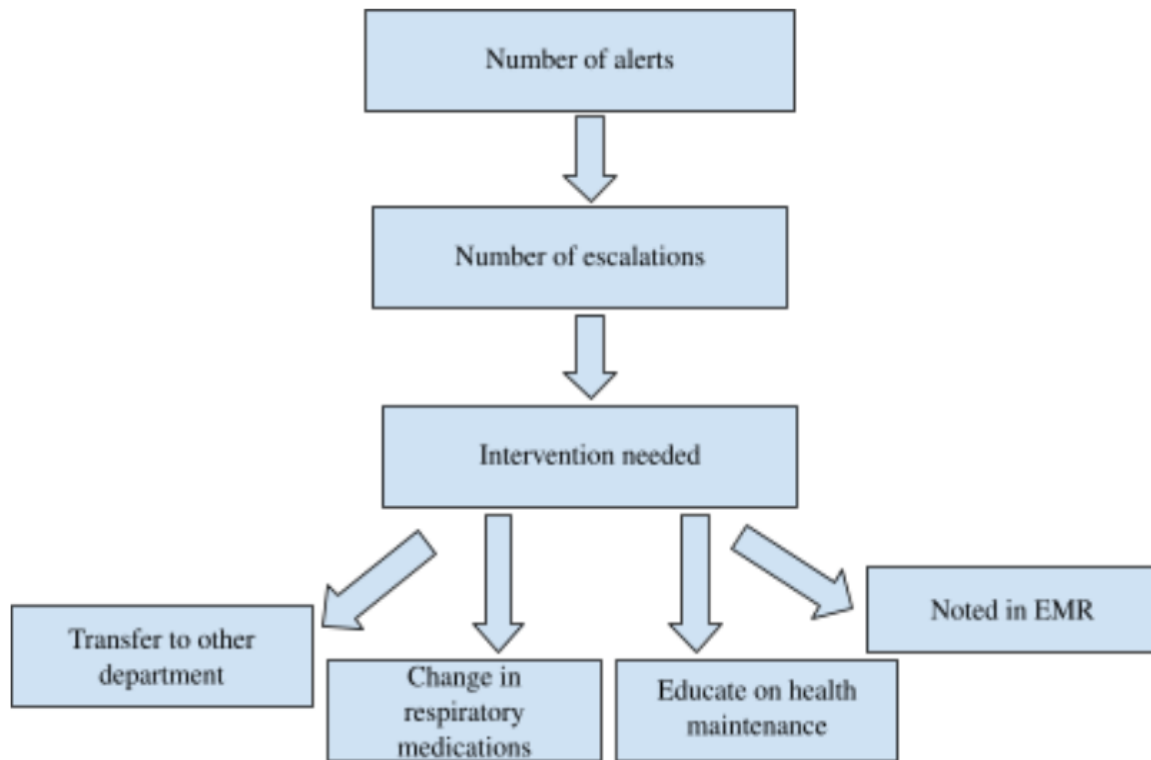 Number of alerts
Number of escalations
Intervention needed
Transfer to other
department
Change in
respiratory
medications
Educate on health
maintenance
Noted in EMR